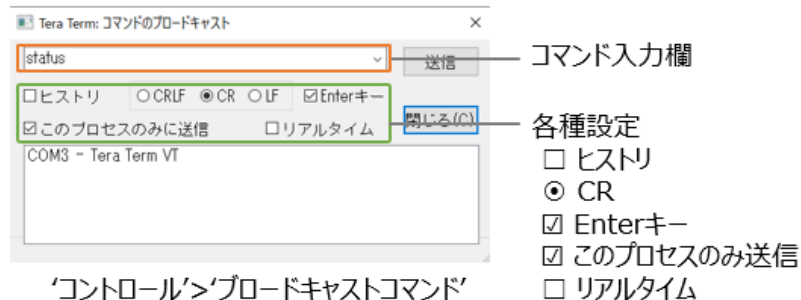 Tera Term: コマンドのブロードキャスト ×
status
送信
コマンド入力欄
□ヒストリ ○CRLF ◉CR ○LF ☑Enterキー
☑このプロセスのみに送信 □リアルタイム
閉じる(C)
各種設定
□ ヒストリ
⦿ CR
☑ Enterキー
☑ このプロセスのみ送信
□ リアルタイム
COM3 - Tera Term VT
‘コントロール’>‘ブロードキャストコマンド’